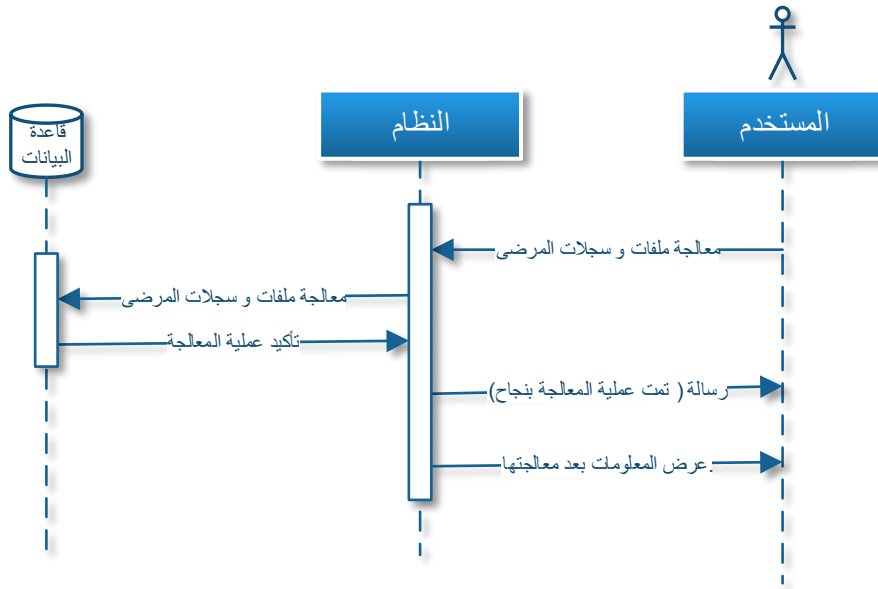 المستخدم
النظام
قاعدة
البيانات
معالجة ملفات و سجلات المرضى
معالجة ملفات و سجلات المرضى
تأكيد عملية المعالجة
رسالة ( تمت عملية المعالجة بنجاح)
عرض المعلومات بعد معالجتها.